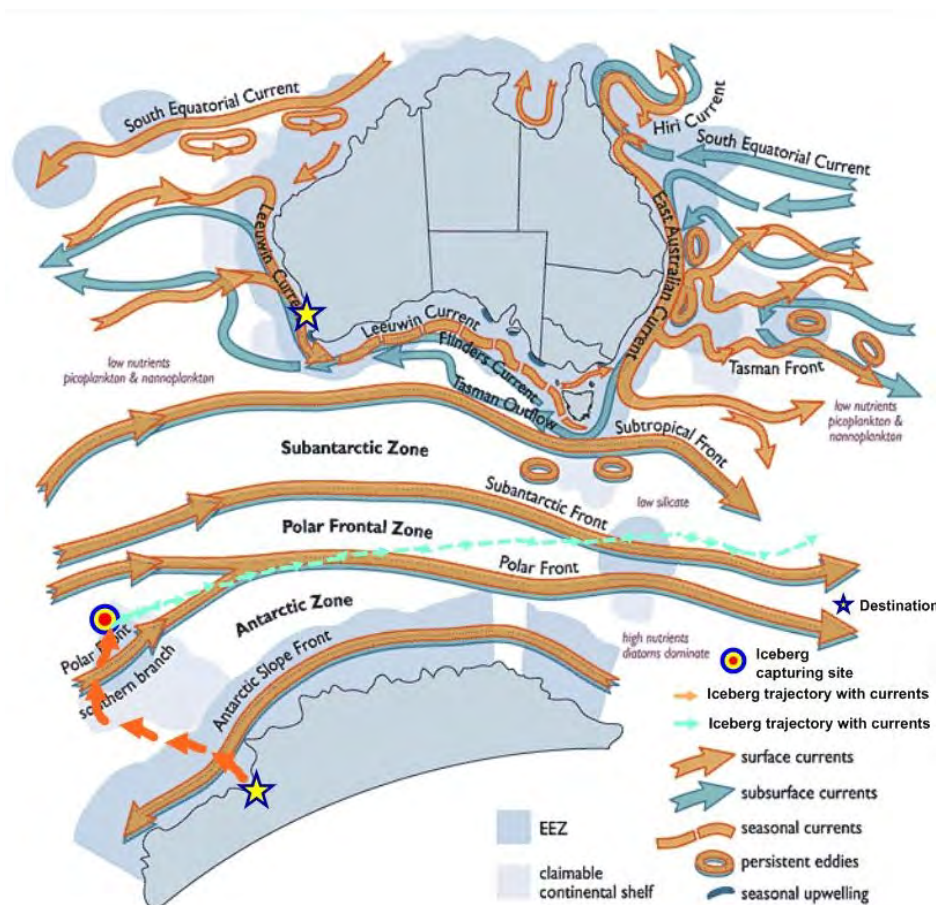 South Equatorial Current
Hiri Current
South Equatorial Current
Leeuwin Current
East Australian Current
Leeuwin Current
Flinders Current
Tasman Outflow
low nutrients
picoplankton & nannoplankton
Tasman Front
low nutrients
picoplankton &
nannoplankton
Subtropical Front
Subantarctic Zone
Subantarctic Front
low silicate
Polar Frontal Zone
Polar Front
Antarctic Zone
Destination
Polar Front
southern branch
Antarctic Slope Front
high nutrients
diatoms dominate
Iceberg
capturing site
Iceberg trajectory with currents
Iceberg trajectory with currents
surface currents
subsurface currents
seasonal currents
persistent eddies
seasonal upwelling
EEZ
claimable
continental shelf